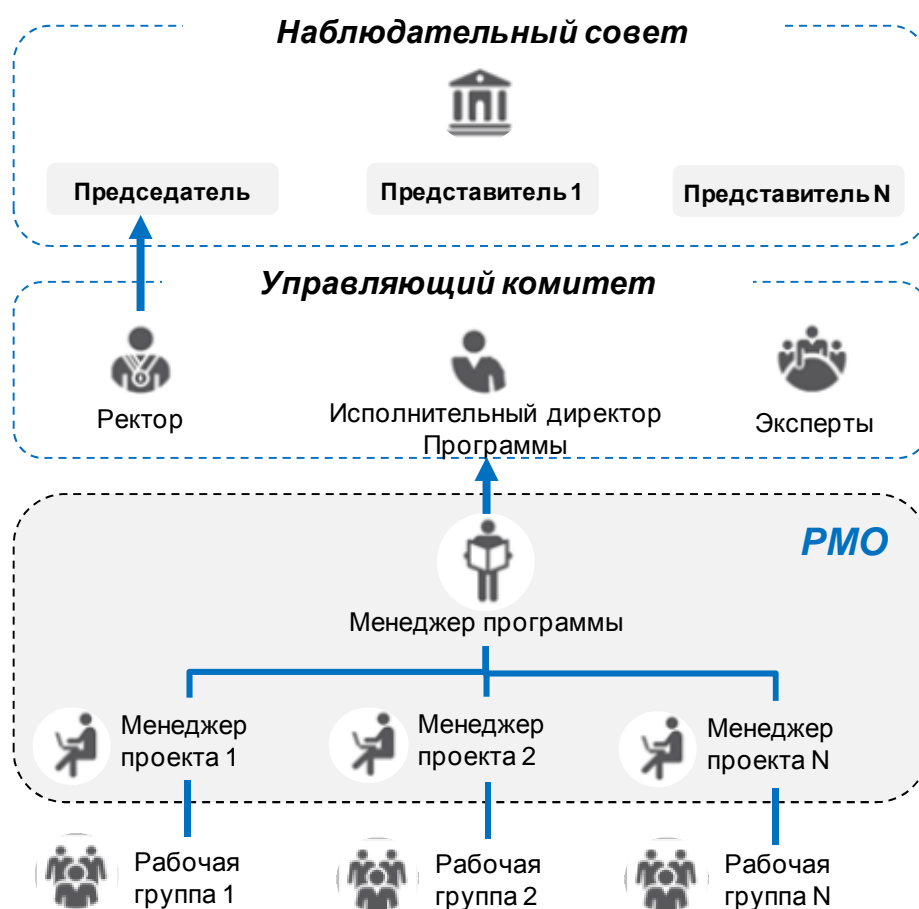 Наблюдательный совет
Председатель
Представитель 1
Представитель N
Управляющий комитет
Ректор
Исполнительный директор
Программы
Эксперты
PMO
Менеджер программы
Менеджер
проекта 1
Менеджер
проекта 2
Менеджер
проекта N
Рабочая
группа 1
Рабочая
группа 2
Рабочая
группа N